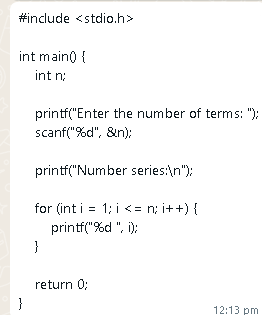 #include <stdio.h>
int main() {
int n;
printf("Enter the number of terms: ");
scanf("%d", &n);
printf("Number series:\n");
for (int i = 1; i <= n; i++) {
printf("%d ", i);
}
return 0;
}
12:13 pm